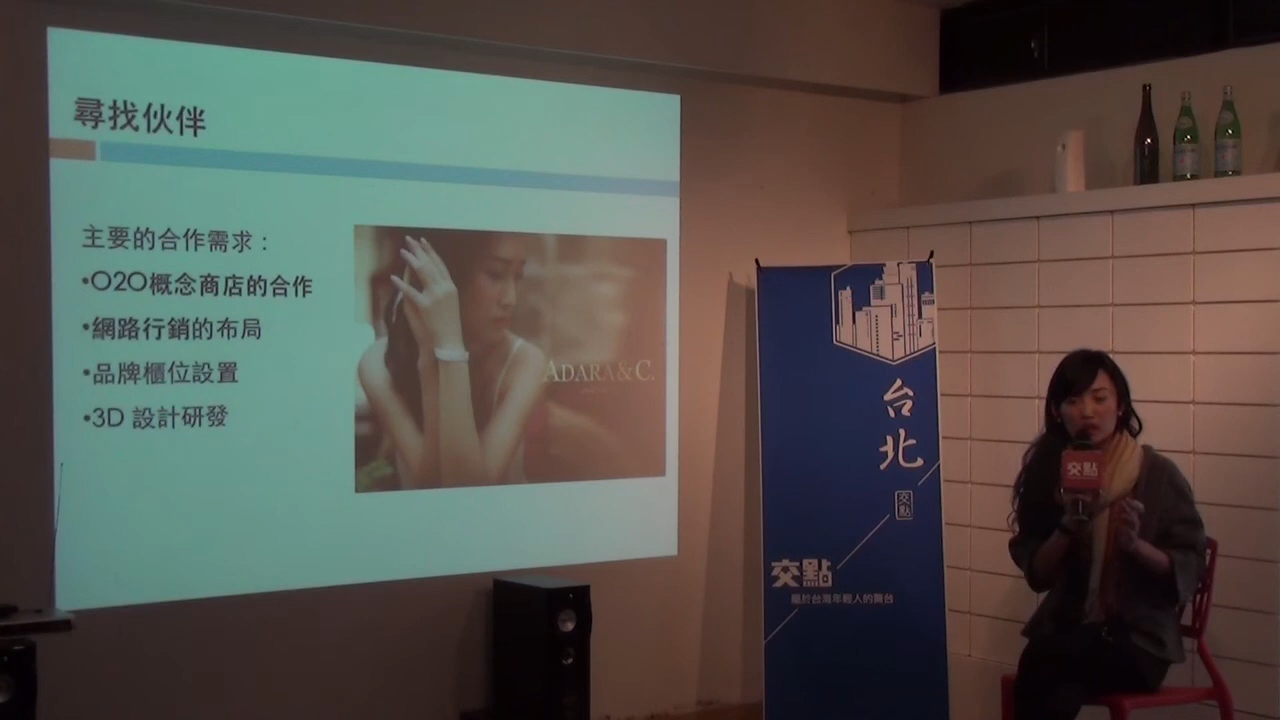 尋找伙伴
主要的合作需求：
•O2O概念商店的合作
•網路行銷的布局
•品牌櫃位設置
•3D 設計研發
ADARA & C.
台北
交點
交點
屬於台灣年輕人的舞台
交點